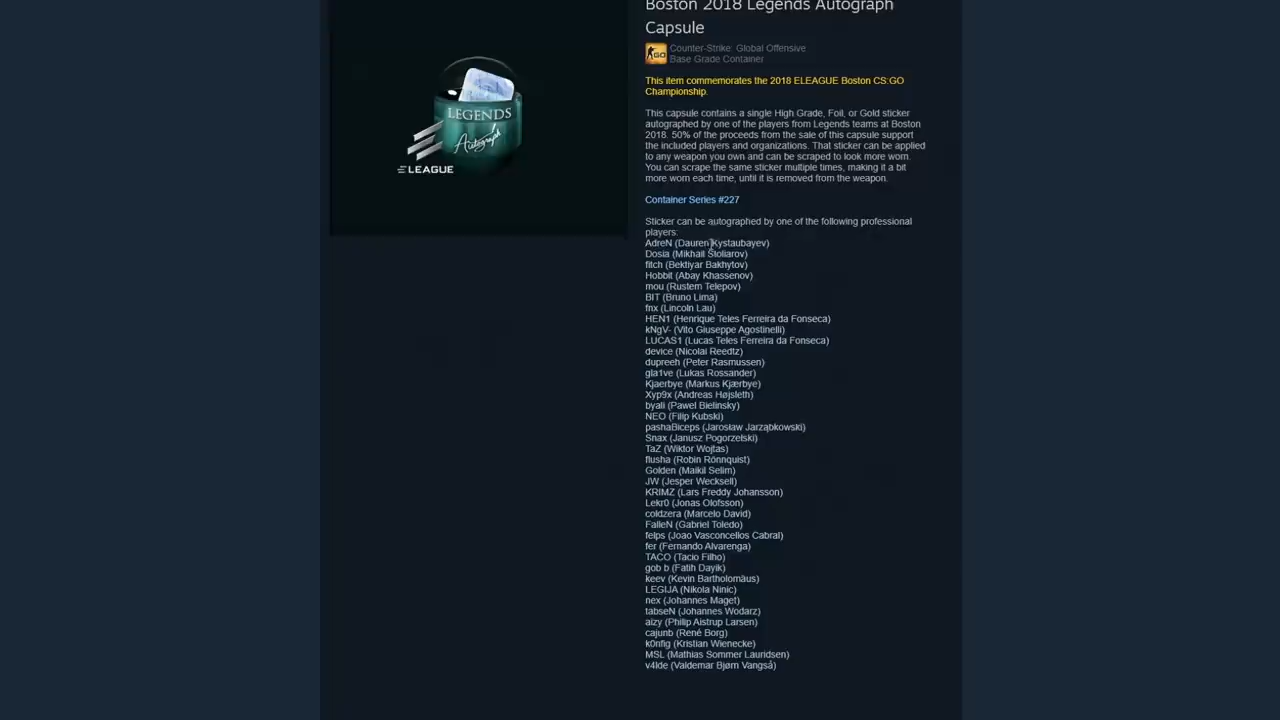 Boston 2018 Legends Autograph
Capsule
Counter-Strike: Global Offensive
Base Grade Container
This item commemorates the 2018 ELEAGUE Boston CS:GO
Championship.
This capsule contains a single High Grade, Foil, or Gold sticker
autographed by one of the players from Legends teams at Boston
2018. 50% of the proceeds from the sale of this capsule support
the included players and organizations. That sticker can be applied
to any weapon you own and can be scraped to look more worn.
You can scrape the same sticker multiple times, making it a bit
more worn each time, until it is removed from the weapon.
Container Series #227
Sticker can be autographed by one of the following professional
players:
AdreN (Dauren Kystaubayev)
Dosia (Mikhail Stoliarov)
fitch (Bektiyar Bakhytov)
Hobbit (Abay Khassenov)
mou (Rustem Telepov)
BIT (Bruno Lima)
fnx (Lincoln Lau)
HEN1 (Henrique Teles Ferreira da Fonseca)
kNgV- (Vito Giuseppe Agostinelli)
LUCAS1 (Lucas Teles Ferreira da Fonseca)
device (Nicolai Reedtz)
dupreeh (Peter Rasmussen)
gla1ve (Lukas Rossander)
Kjaerbye (Markus Kjærbye)
Xyp9x (Andreas Højsleth)
byali (Pawel Bielinsky)
NEO (Filip Kubski)
pashaBiceps (Jarosław Jarząbkowski)
Snax (Janusz Pogorzelski)
TaZ (Wiktor Wojtas)
flusha (Robin Rönnquist)
Golden (Maikil Selim)
JW (Jesper Wecksell)
KRIMZ (Lars Freddy Johansson)
Lekr0 (Jonas Olofsson)
coldzera (Marcelo David)
FalleN (Gabriel Toledo)
felps (Joao Vasconcellos Cabral)
fer (Fernando Alvarenga)
TACO (Tacio Filho)
gob b (Fatih Dayik)
keev (Kevin Bartholomäus)
LEGIJA (Nikola Ninic)
nex (Johannes Maget)
tabseN (Johannes Wodarz)
aizy (Philip Aistrup Larsen)
cajunb (René Borg)
k0nfig (Kristian Wienecke)
MSL (Mathias Sommer Lauridsen)
v4lde (Valdemar Bjørn Vangså)
LEGENDS
Autograph
ELEAGUE
GO